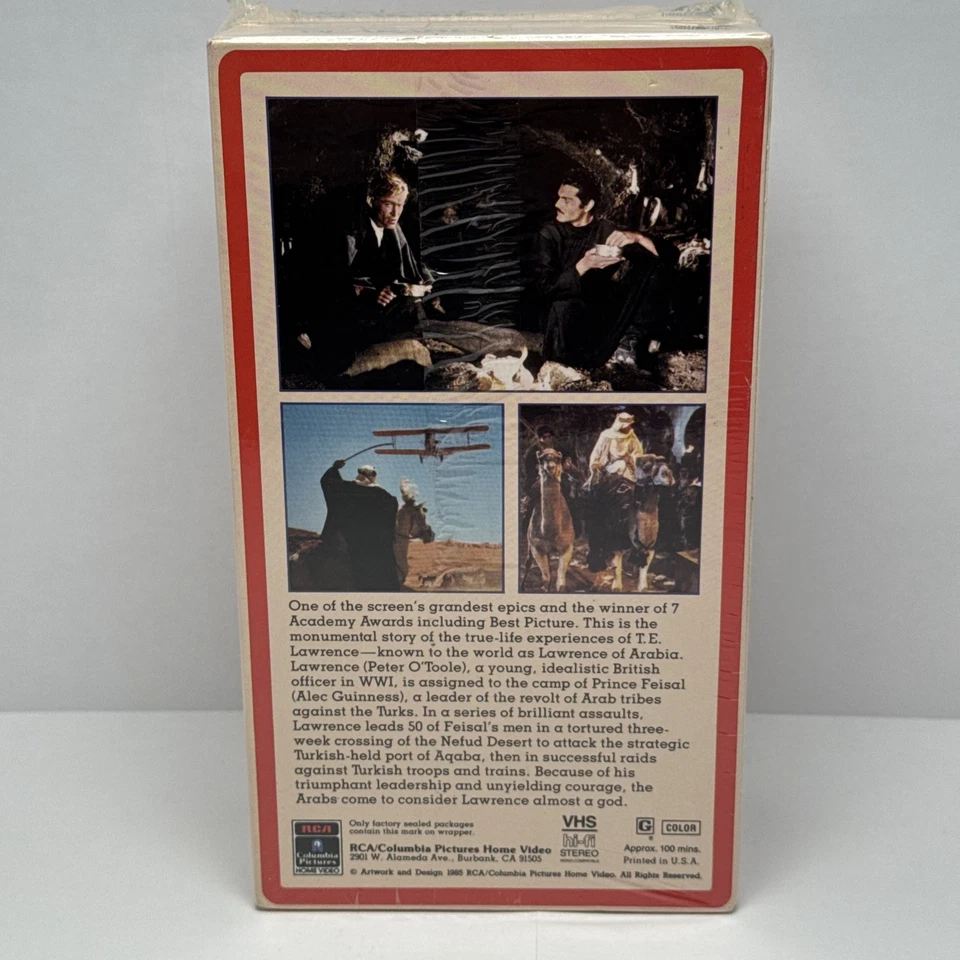 One of the screen's grandest epics and the winner of 7
Academy Awards including Best Picture. This is the
monumental story of the true-life experiences of T.E.
Lawrence—known to the world as Lawrence of Arabia.
Lawrence (Peter O'Toole), a young, idealistic British
officer in WWI, is assigned to the camp of Prince Feisal
(Alec Guinness), a leader of the revolt of Arab tribes
against the Turks. In a series of brilliant assaults,
Lawrence leads 50 of Feisal's men in a tortured three-
week crossing of the Nefud Desert to attack the strategic
Turkish-held port of Aqaba, then in successful raids
against Turkish troops and trains. Because of his
triumphant leadership and unyielding courage, the
Arabs come to consider Lawrence almost a god.
RCA
Columbia
Pictures
HOME VIDEO
Only factory sealed packages
contain this mark on wrapper.
RCA/Columbia Pictures Home Video
2901 W. Alameda Ave., Burbank, CA 91505
VHS
hi-fi
STEREO
G COLOR
®
Approx. 100 mins.
Printed in U.S.A.
© Artwork and Design 1985 RCA/Columbia Pictures Home Video. All Rights Reserved.